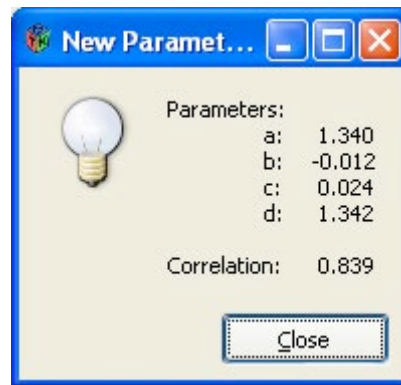 New Paramet...
Parameters:
a: 1.340
b: -0.012
c: 0.024
d: 1.342
Correlation: 0.839
Close